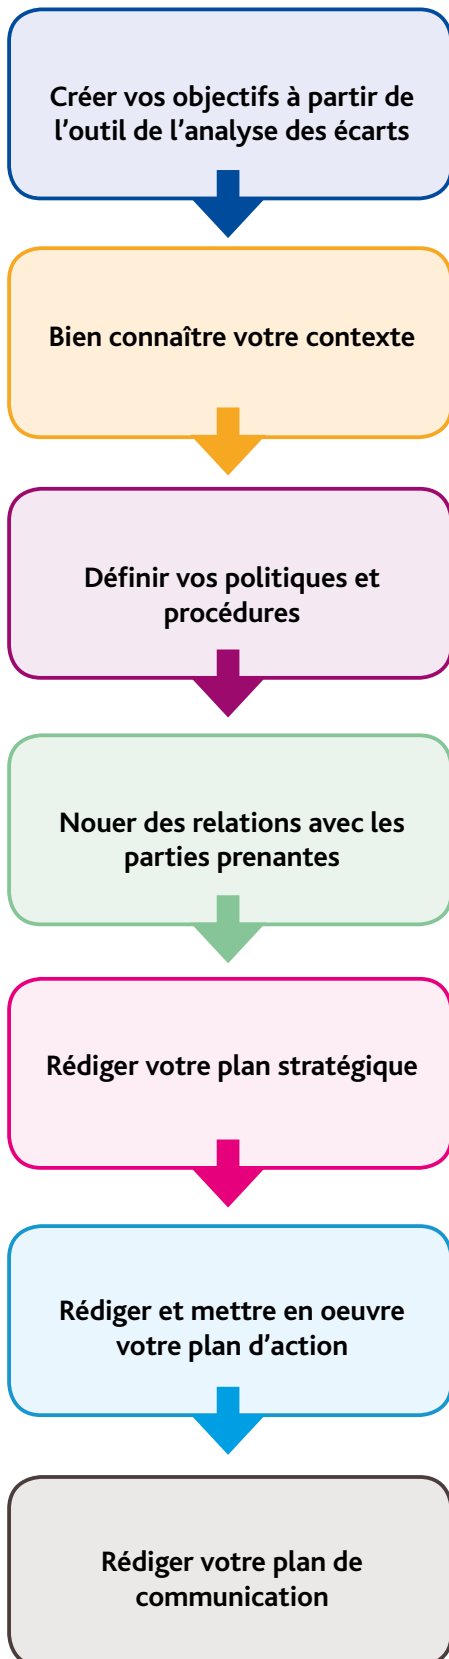 Créer vos objectifs à partir de
l’outil de l’analyse des écarts
Bien connaître votre contexte
Définir vos politiques et
procédures
Nouer des relations avec les
parties prenantes
Rédiger votre plan stratégique
Rédiger et mettre en oeuvre
votre plan d’action
Rédiger votre plan de
communication